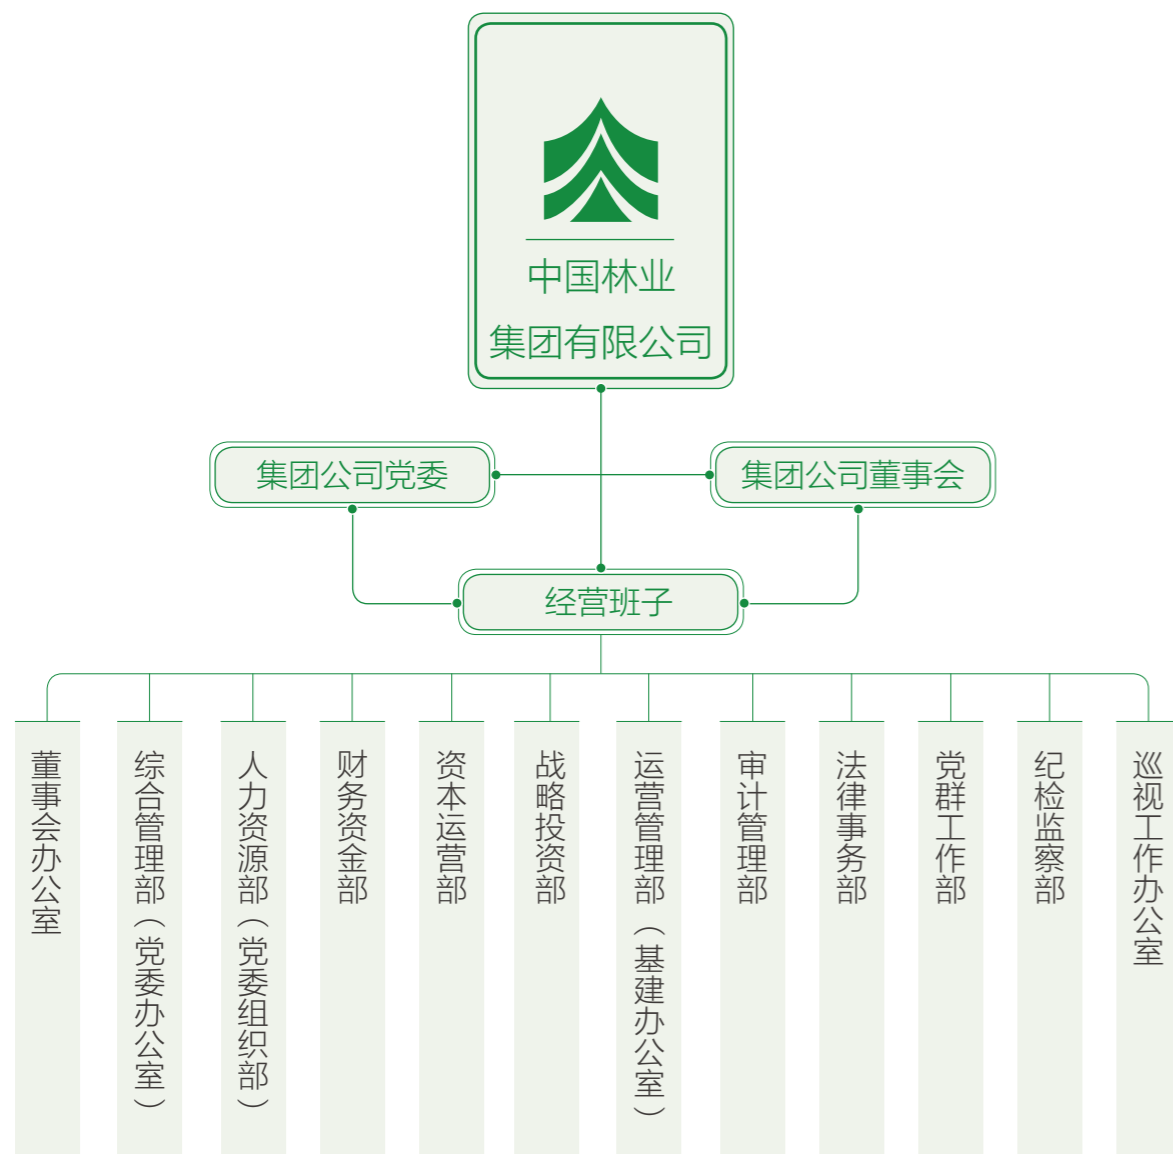 中国林业
集团有限公司
集团公司党委
集团公司董事会
经营班子
董事会办公室
综合管理部（党委办公室）
人力资源部（党委组织部）
财务资金部
资本运营部
战略投资部
运营管理部（基建办公室）
审计管理部
法律事务部
党群工作部
纪检监察部
巡视工作办公室